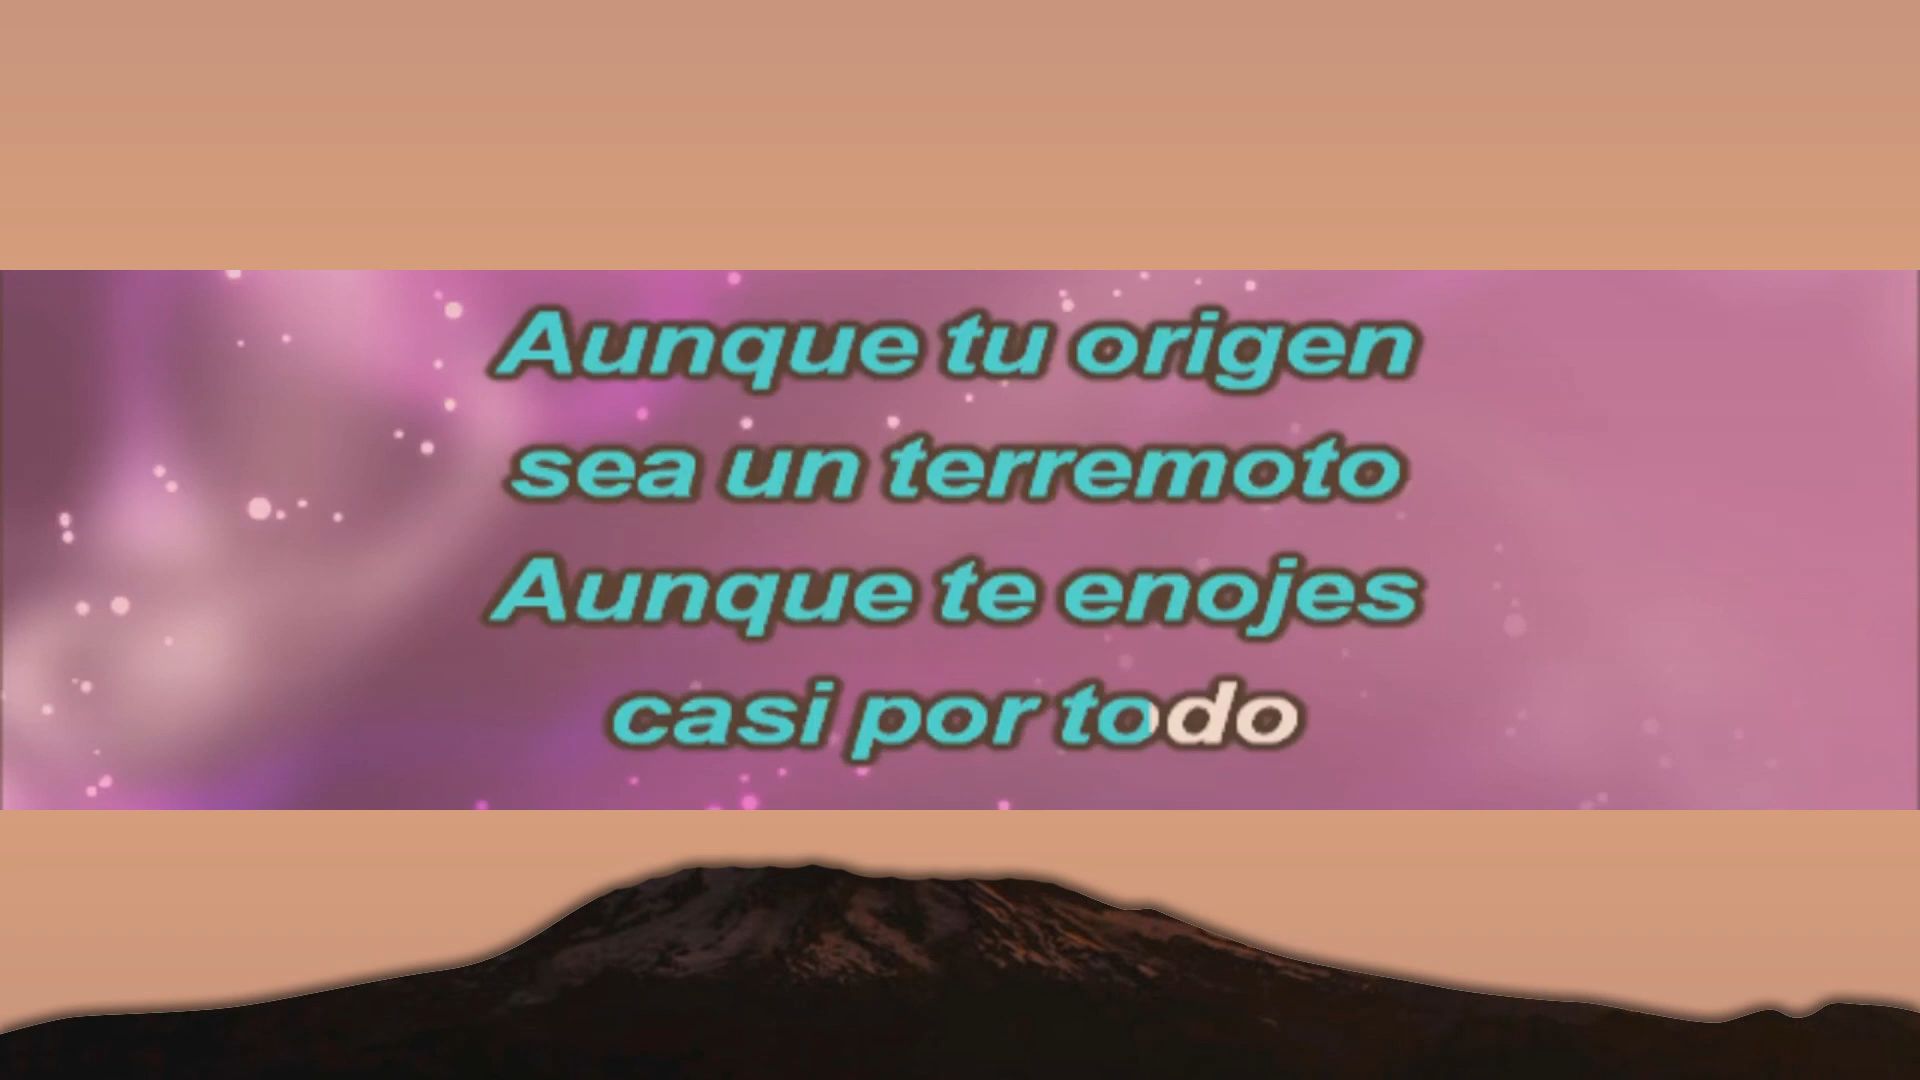 Aunque tu origen
sea un terremoto
Aunque te enojes
casi por todo